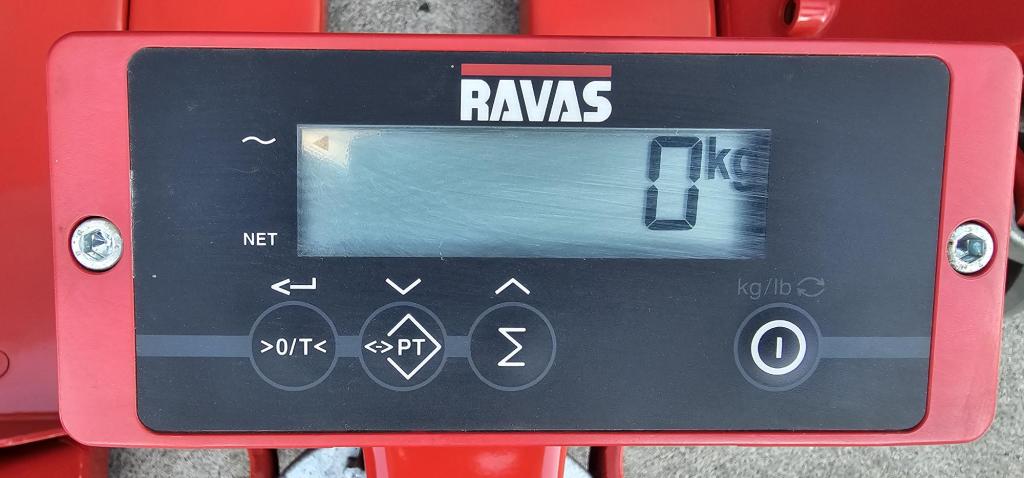 RAVAS
~
0kg
NET
kg/lb
>0/T<
<->PT
Σ